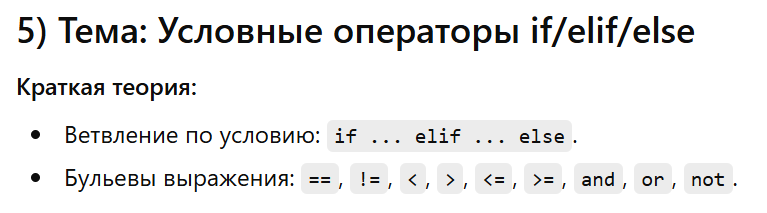 5) Тема: Условные операторы if/elif/else
Краткая теория:
• Ветвление по условию: if ... elif ... else.
• Бульевы выражения: ==, !=, <, >, <=, >=, and, or, not.